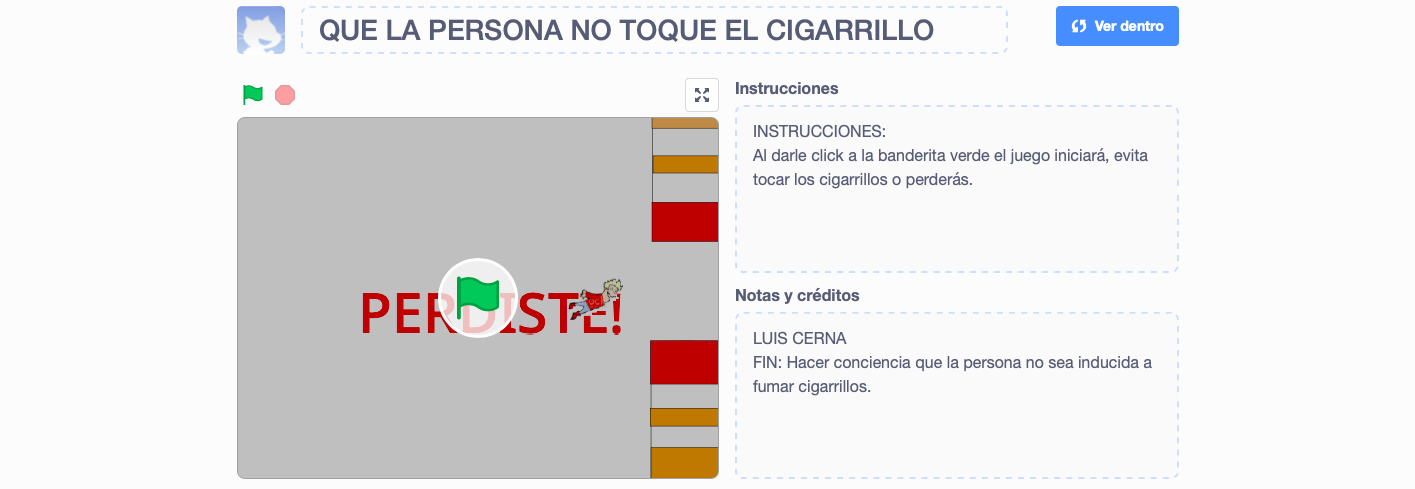 QUE LA PERSONA NO TOQUE EL CIGARRILLO
Ver dentro
Instrucciones
INSTRUCCIONES:
Al darle click a la banderita verde el juego iniciará, evita
tocar los cigarrillos o perderás.
PERDISTE!
Notas y créditos
LUIS CERNA
FIN: Hacer conciencia que la persona no sea inducida a
fumar cigarrillos.